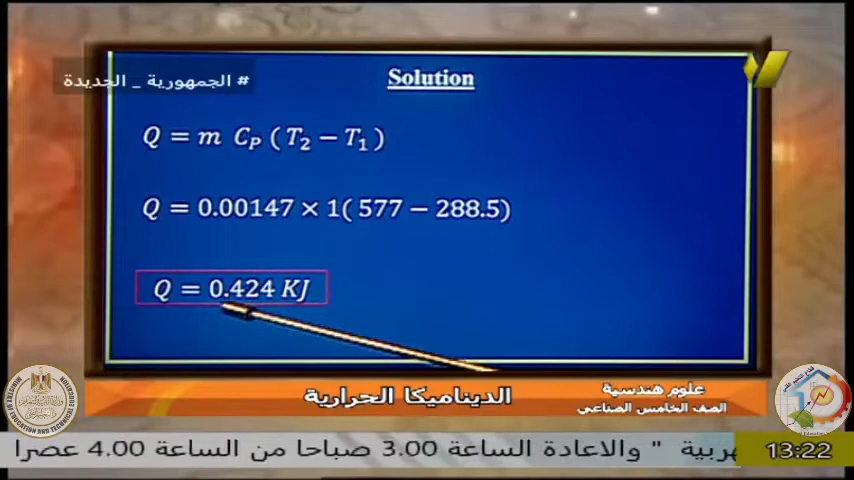 # الجمهورية _ الجديدة
Solution
Q = m C_P ( T_2 − T_1 )
Q = 0.00147 × 1( 577 − 288.5)
Q = 0.424 KJ
علوم هندسية
الصف الخامس الصناعي
الديناميكا الحرارية
هربية " والاعادة الساعة 3.00 صباحا من الساعة 4.00 عصرا
13:22